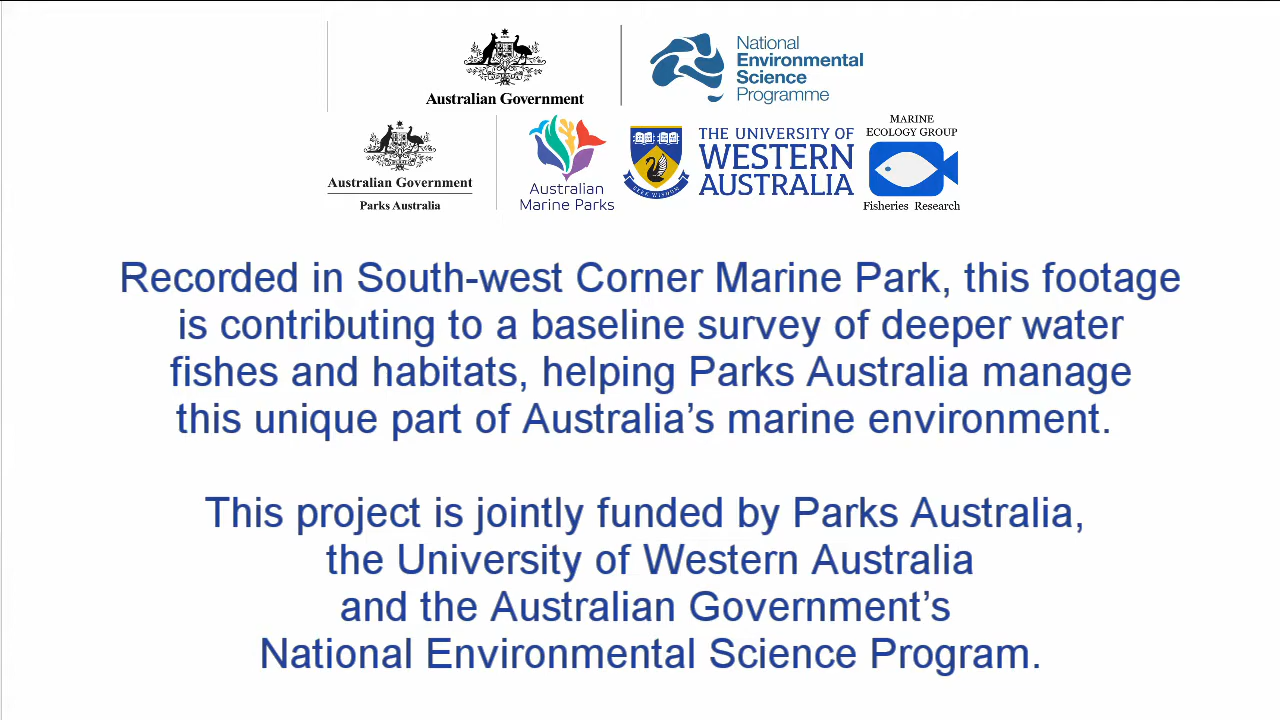 Australian Government
National
Environmental
Science
Programme
Australian Government
Parks Australia
Australian
Marine Parks
SEEK WISDOM
THE UNIVERSITY OF
WESTERN
AUSTRALIA
MARINE
ECOLOGY GROUP
Fisheries Research
Recorded in South-west Corner Marine Park, this footage
is contributing to a baseline survey of deeper water
fishes and habitats, helping Parks Australia manage
this unique part of Australia’s marine environment.
This project is jointly funded by Parks Australia,
the University of Western Australia
and the Australian Government’s
National Environmental Science Program.